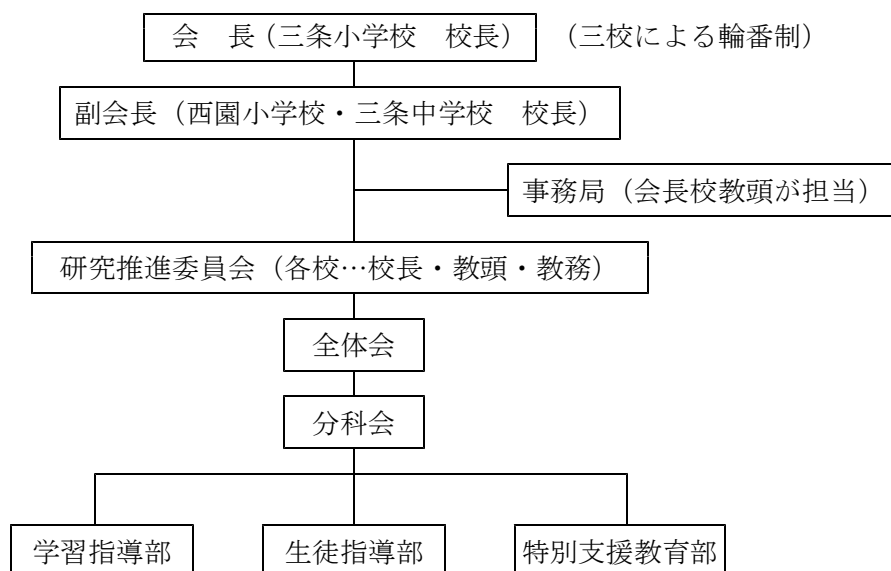 会　長（三条小学校　校長）　（三校による輪番制）
副会長（西園小学校・三条中学校　校長）
事務局（会長校教頭が担当）
研究推進委員会（各校…校長・教頭・教務）
全体会
分科会
学習指導部　生徒指導部　特別支援教育部